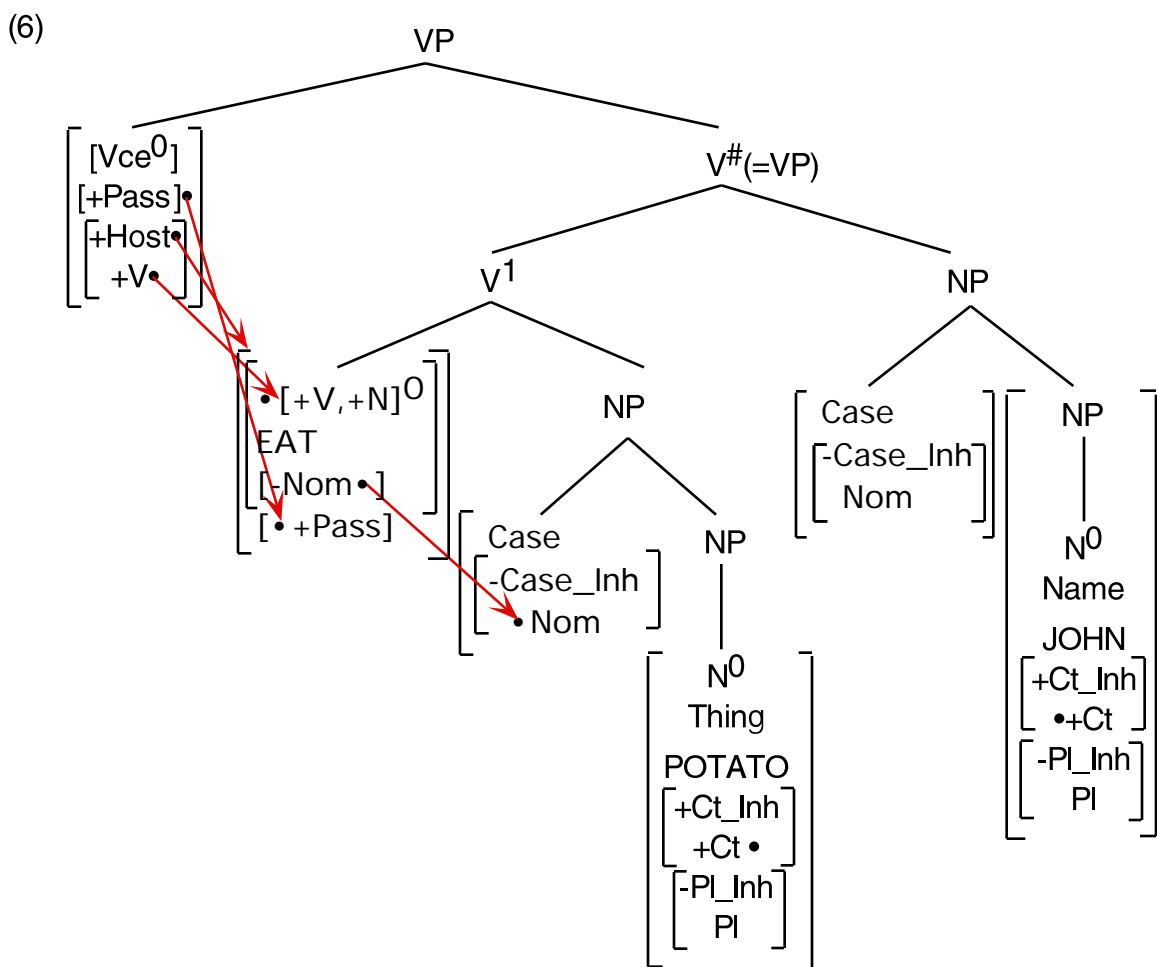 (6)
VP
[Vce⁰]
[+Pass]•
[+Host•
+V•]
V#(=VP)
V¹
NP
•[+V,+N]⁰
EAT
[-Nom•]
[• +Pass]
NP
Case
[-Case_Inh
• Nom]
NP
N⁰
Thing
POTATO
[+Ct_Inh
+Ct •]
[-Pl_Inh
Pl]
Case
[-Case_Inh
Nom]
NP
N⁰
Name
JOHN
[+Ct_Inh
•+Ct]
[-Pl_Inh
Pl]